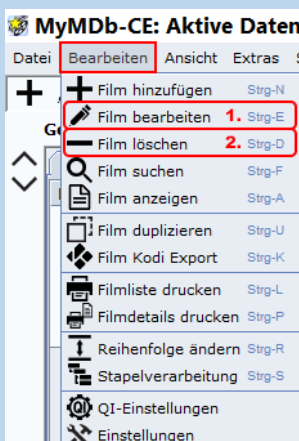 MyMDb-CE: Aktive Daten
Datei Bearbeiten Ansicht Extras
Film hinzufügen Strg-N
Film bearbeiten 1. Strg-E
Film löschen 2. Strg-D
Film suchen Strg-F
Film anzeigen Strg-A
Film duplizieren Strg-U
Film Kodi Export Strg-K
Filmliste drucken Strg-L
Filmdetails drucken Strg-P
Reihenfolge ändern Strg-R
Stapelverarbeitung Strg-S
QI-Einstellungen
Einstellungen